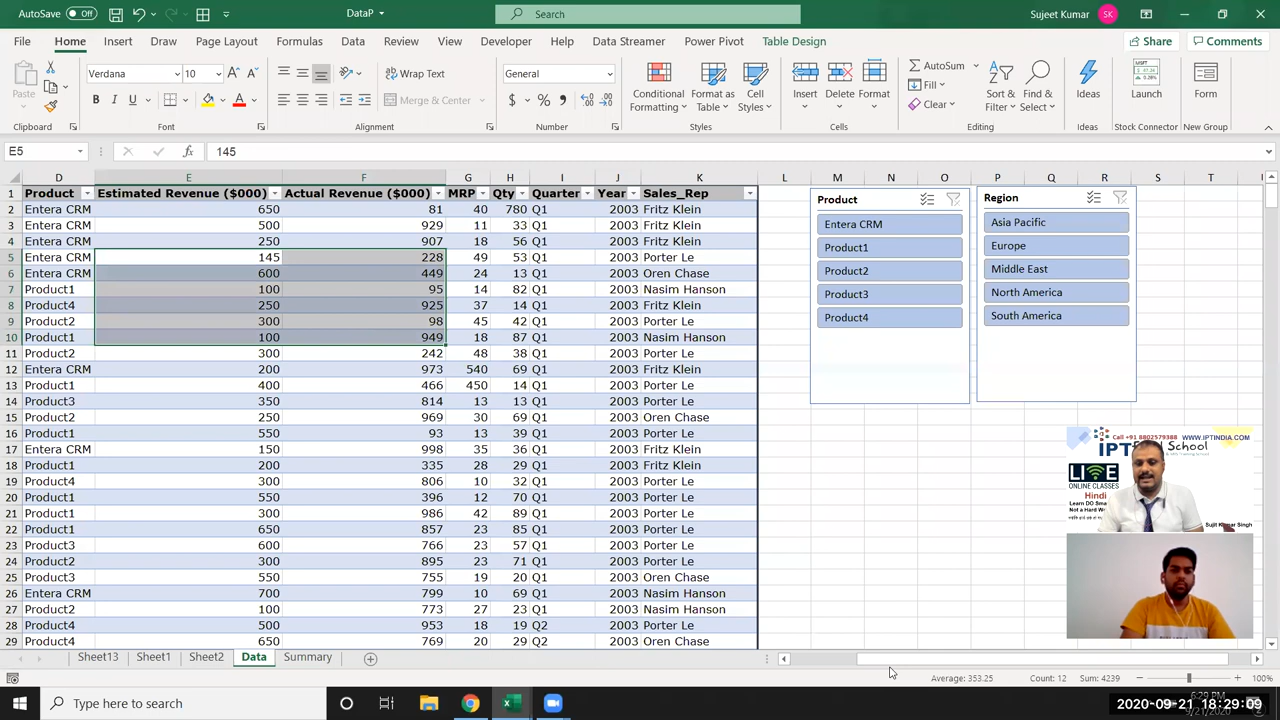 AutoSave Off DataP Search Sujeet Kumar SK
File Home Insert Draw Page Layout Formulas Data Review View Developer Help Data Streamer Power Pivot Table Design Share Comments
Verdana 10 Wrap Text General AutoSum
Paste Merge & Center Conditional Formatting Format as Table Cell Styles Insert Delete Format Fill Clear Sort & Filter Find & Select Ideas Launch Form
Clipboard Font Alignment Number Styles Cells Editing Ideas Stock Connector New Group
E5 fx 145
D E F G H I J K L M N O P Q R S T
1 Product Estimated Revenue ($000) Actual Revenue ($000) MRP Qty Quarter Year Sales_Rep
2 Entera CRM 650 81 40 780 Q1 2003 Fritz Klein
3 Entera CRM 500 929 11 33 Q1 2003 Fritz Klein
4 Entera CRM 250 907 18 56 Q1 2003 Fritz Klein
5 Entera CRM 145 228 49 53 Q1 2003 Porter Le
6 Entera CRM 600 449 24 13 Q1 2003 Oren Chase
7 Product1 100 95 14 82 Q1 2003 Nasim Hanson
8 Product4 250 925 37 14 Q1 2003 Fritz Klein
9 Product2 300 98 45 42 Q1 2003 Porter Le
10 Product1 100 949 18 87 Q1 2003 Nasim Hanson
11 Product2 300 242 48 38 Q1 2003 Porter Le
12 Entera CRM 200 973 540 69 Q1 2003 Fritz Klein
13 Product1 400 466 450 14 Q1 2003 Porter Le
14 Product3 350 814 13 13 Q1 2003 Porter Le
15 Product2 250 969 30 69 Q1 2003 Oren Chase
16 Product1 550 93 13 39 Q1 2003 Porter Le
17 Entera CRM 150 998 35 36 Q1 2003 Fritz Klein
18 Product1 200 335 28 29 Q1 2003 Fritz Klein
19 Product4 300 806 10 32 Q1 2003 Porter Le
20 Product1 550 396 12 70 Q1 2003 Porter Le
21 Product1 300 986 42 89 Q1 2003 Porter Le
22 Product1 650 857 23 85 Q1 2003 Porter Le
23 Product3 600 766 23 57 Q1 2003 Porter Le
24 Product2 300 895 23 71 Q1 2003 Porter Le
25 Product3 550 755 19 20 Q1 2003 Oren Chase
26 Entera CRM 700 799 10 69 Q1 2003 Nasim Hanson
27 Product2 100 773 27 23 Q1 2003 Nasim Hanson
28 Product4 500 953 18 19 Q2 2003 Porter Le
29 Product4 650 769 20 29 Q2 2003 Oren Chase
Product
Entera CRM
Product1
Product2
Product3
Product4
Region
Asia Pacific
Europe
Middle East
North America
South America
Call +91 8802579388 WWW.IPTINDIA.COM
School
LIVE
ONLINE CLASSES
Hindi
Learn DO Sma
Not a Hard W
Sujit Kumar Singh
Sheet13 Sheet1 Sheet2 Data Summary
Average: 353.25 Count: 12 Sum: 4239 100%
Type here to search
2020-09-21 18:29:09